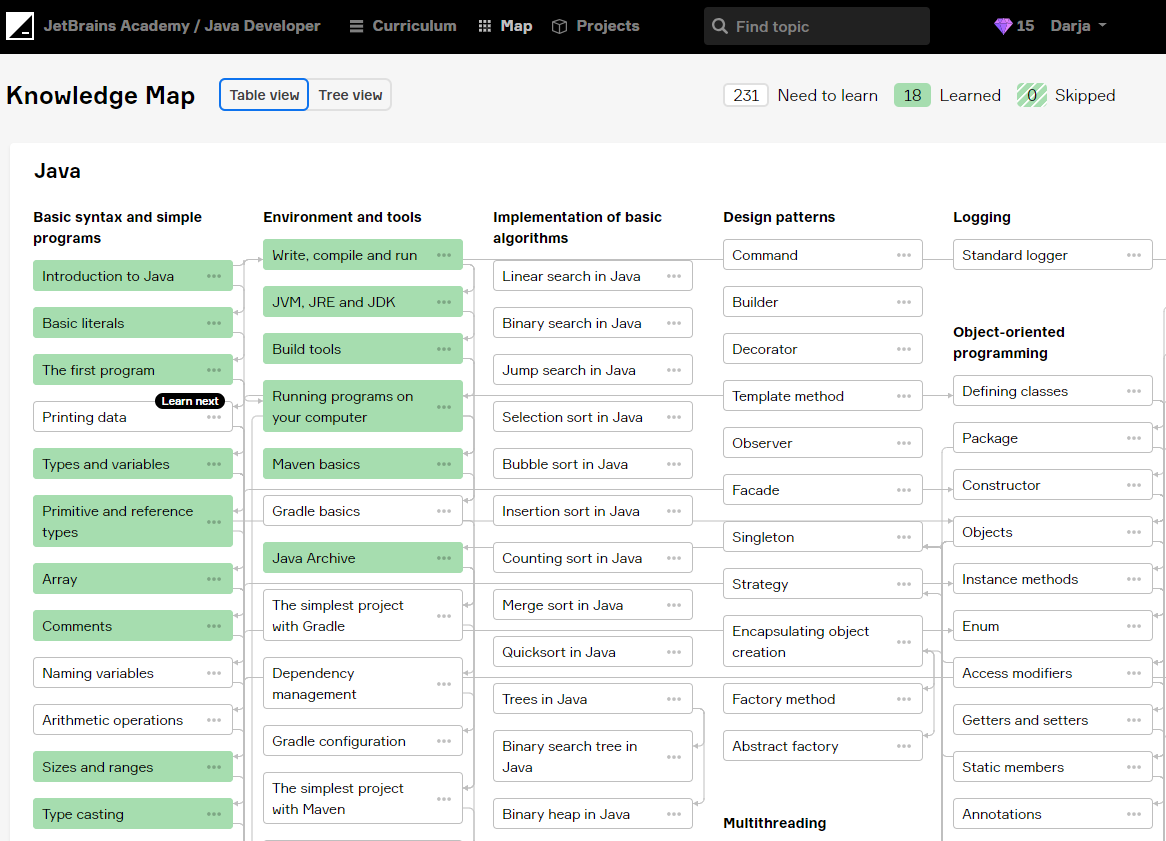 JetBrains Academy / Java Developer
Curriculum
Map
Projects
Find topic
15
Darja
Knowledge Map
Table view
Tree view
231 Need to learn
18 Learned
0 Skipped
Java
Basic syntax and simple
programs
Introduction to Java
Basic literals
The first program
Learn next
Printing data
Types and variables
Primitive and reference
types
Array
Comments
Naming variables
Arithmetic operations
Sizes and ranges
Type casting
Environment and tools
Write, compile and run
JVM, JRE and JDK
Build tools
Running programs on
your computer
Maven basics
Gradle basics
Java Archive
The simplest project
with Gradle
Dependency
management
Gradle configuration
The simplest project
with Maven
Implementation of basic
algorithms
Linear search in Java
Binary search in Java
Jump search in Java
Selection sort in Java
Bubble sort in Java
Insertion sort in Java
Counting sort in Java
Merge sort in Java
Quicksort in Java
Trees in Java
Binary search tree in
Java
Binary heap in Java
Design patterns
Command
Builder
Decorator
Template method
Observer
Facade
Singleton
Strategy
Encapsulating object
creation
Factory method
Abstract factory
Multithreading
Logging
Standard logger
Object-oriented
programming
Defining classes
Package
Constructor
Objects
Instance methods
Enum
Access modifiers
Getters and setters
Static members
Annotations